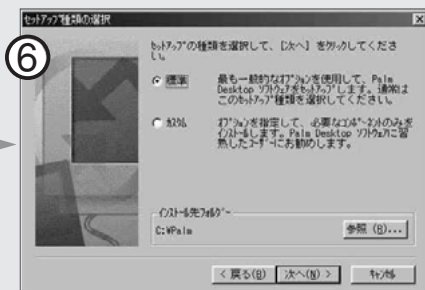 ｾｯﾄｱｯﾌﾟ種類の選択
⑥
ｾｯﾄｱｯﾌﾟの種類を選択して、[次へ] をｸﾘｯｸしてくださ
い。
標準
最も一般的なｵﾌﾟｼｮﾝを使用して、Palm
Desktop ｿﾌﾄｳｪｱをｾｯﾄｱｯﾌﾟします。通常は
このｾｯﾄｱｯﾌﾟ種類を選択してください。
ｶｽﾀﾑ
ｵﾌﾟｼｮﾝを指定して、必要なｺﾝﾎﾟｰﾈﾝﾄのみを
ｲﾝｽﾄｰﾙします。Palm Desktop ｿﾌﾄｳｪｱに習
熟したﾕｰｻﾞｰにお勧めします。
ｲﾝｽﾄｰﾙ先ﾌｫﾙﾀﾞｰ
C:¥Palm
参照 (R)...
< 戻る(B)
次へ(N) >
ｷｬﾝｾﾙ